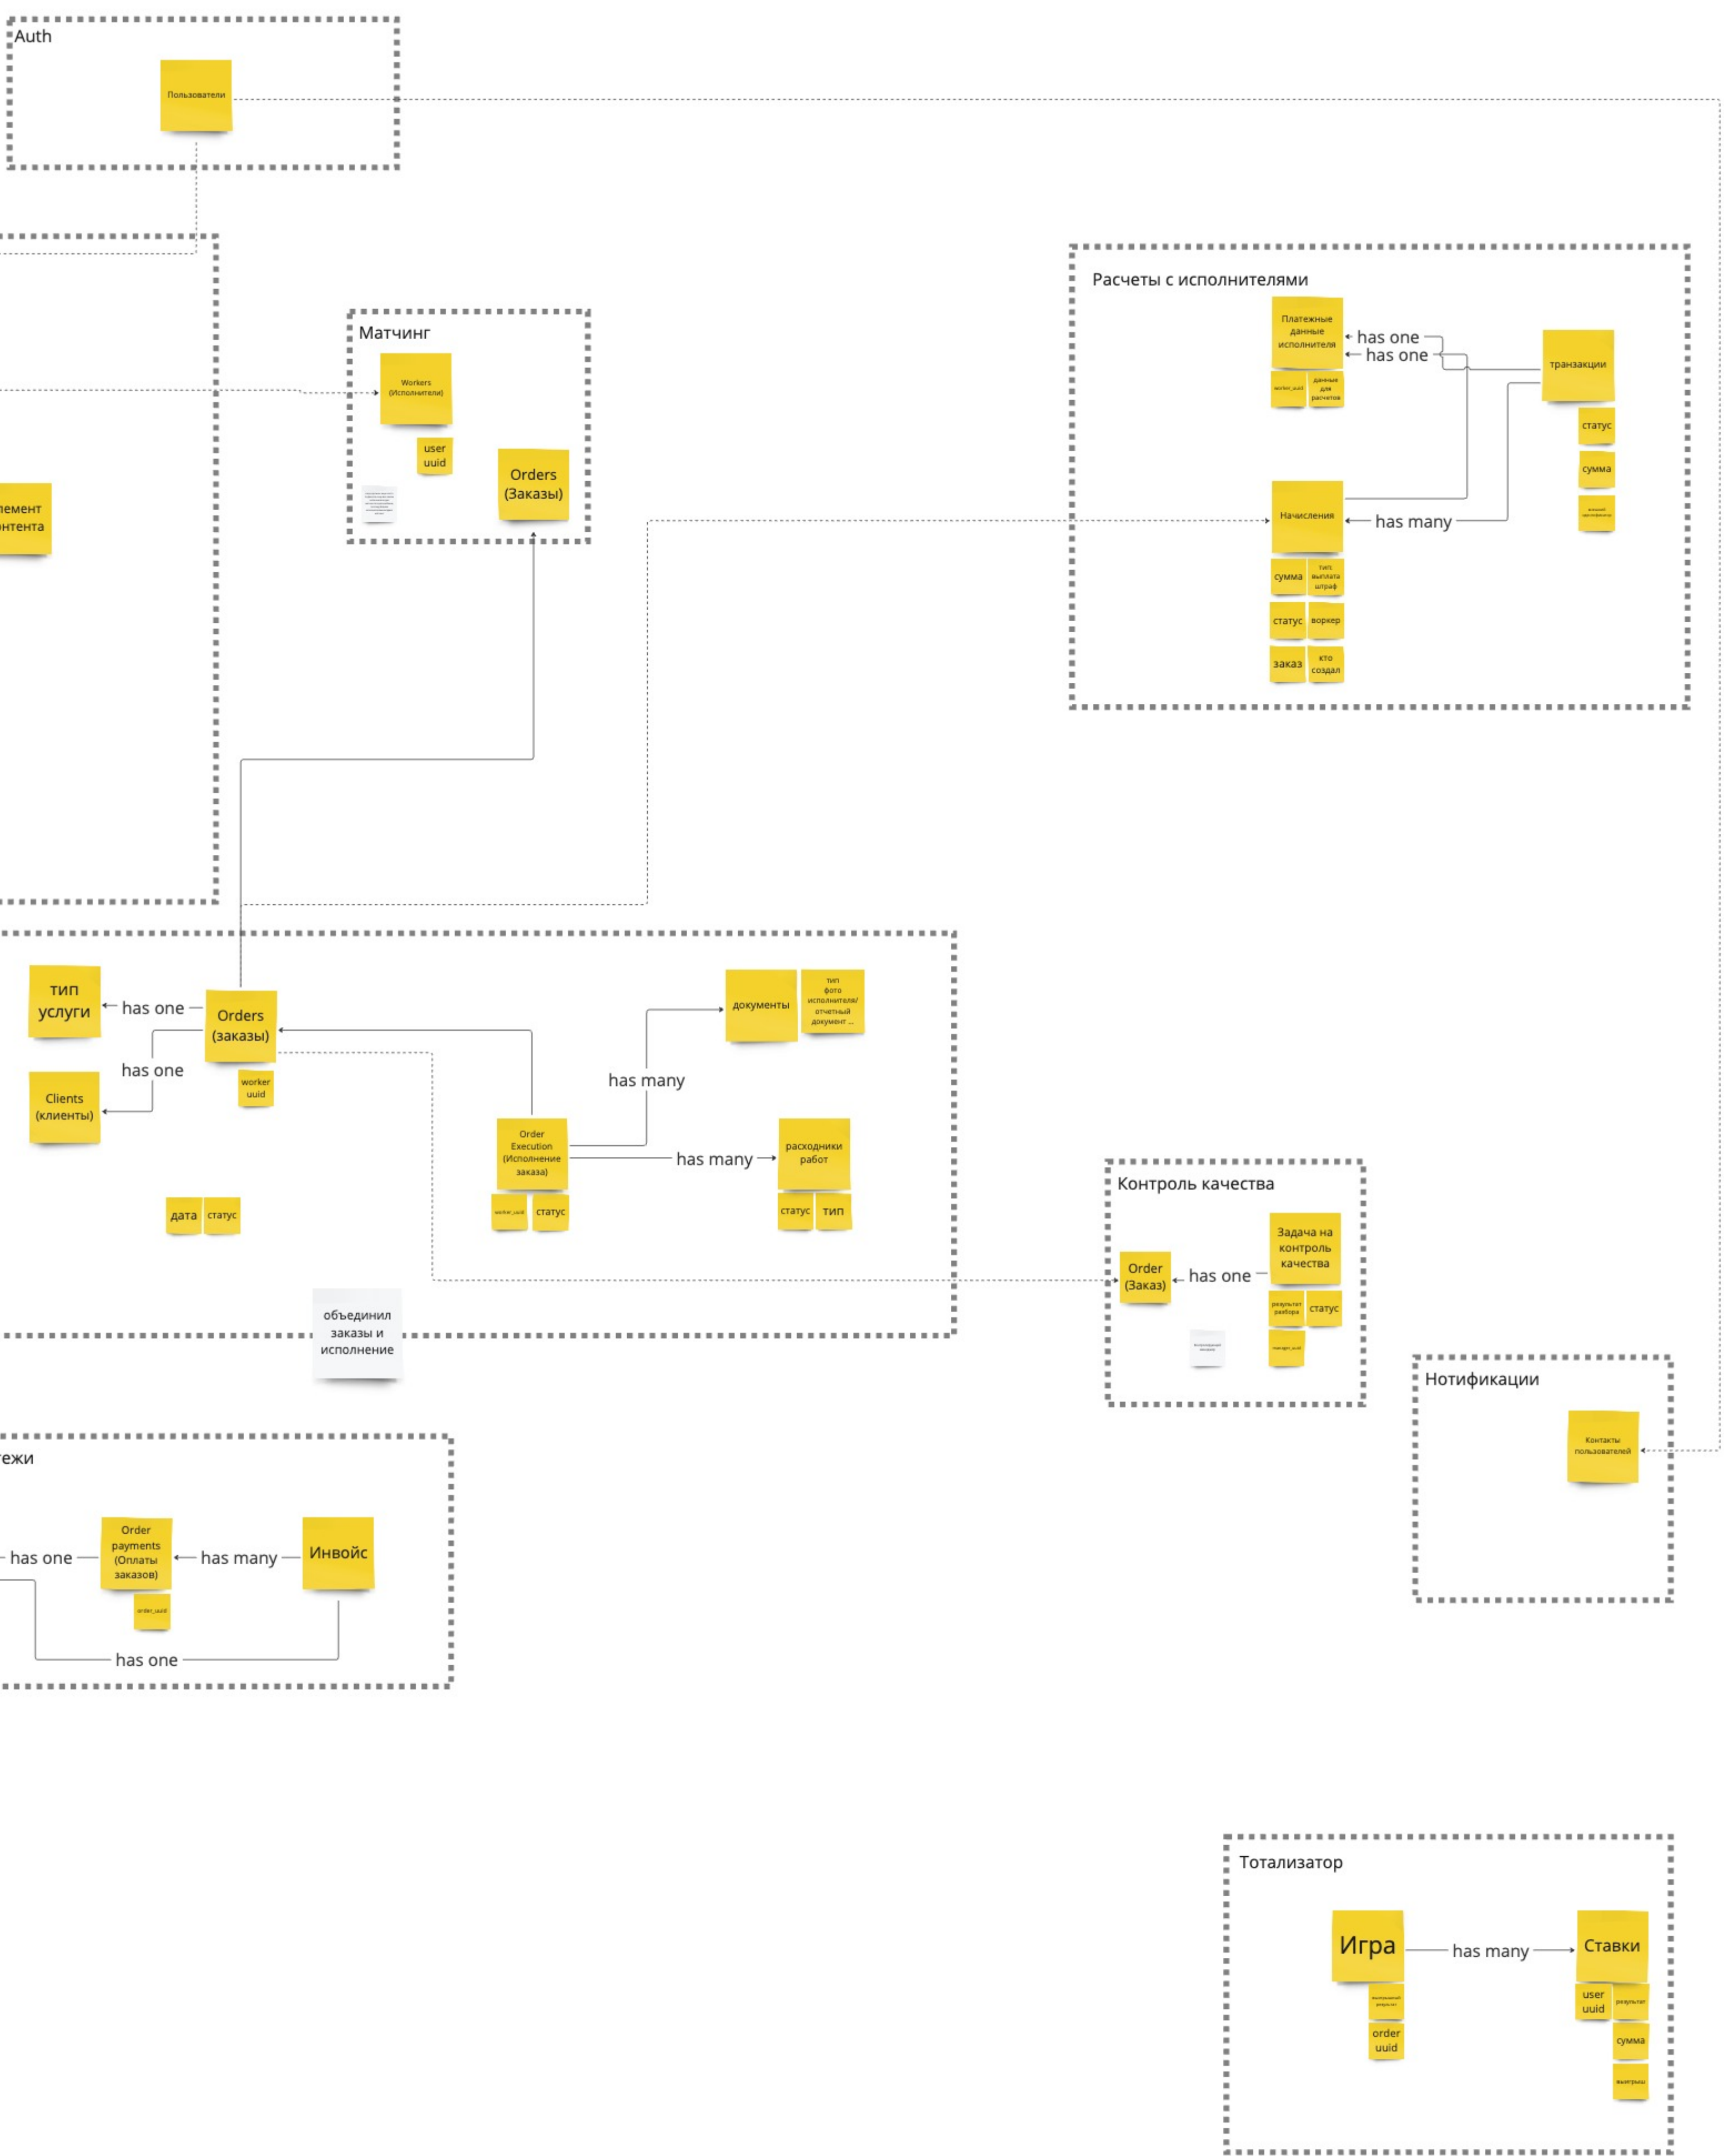 Auth
Пользователи
Матчинг
Workers
(Исполнители)
user
uuid
Orders
(Заказы)
Расчеты с исполнителями
Платежные
данные
исполнителя
worker_uuid
данные
для
расчетов
has one
has one
транзакции
статус
сумма
Начисления
has many
сумма
тип:
выплата
штраф
статус
воркер
заказ
кто
создал
тип
услуги
has one
Orders
(заказы)
has one
Clients
(клиенты)
worker
uuid
дата
статус
has many
документы
тип
фото
исполнителя/
отчетный
документ ...
Order
Execution
(Исполнение
заказа)
worker_uuid
статус
has many
расходники
работ
статус
тип
объединил
заказы и
исполнение
Контроль качества
Order
(Заказ)
has one
Задача на
контроль
качества
результат
разбора
статус
manager_uuid
Нотификации
Контакты
пользователей
has one
Order
payments
(Оплаты
заказов)
order_uuid
has many
Инвойс
has one
Тотализатор
Игра
результат
order
uuid
has many
Ставки
user
uuid
результат
сумма
выигрыш